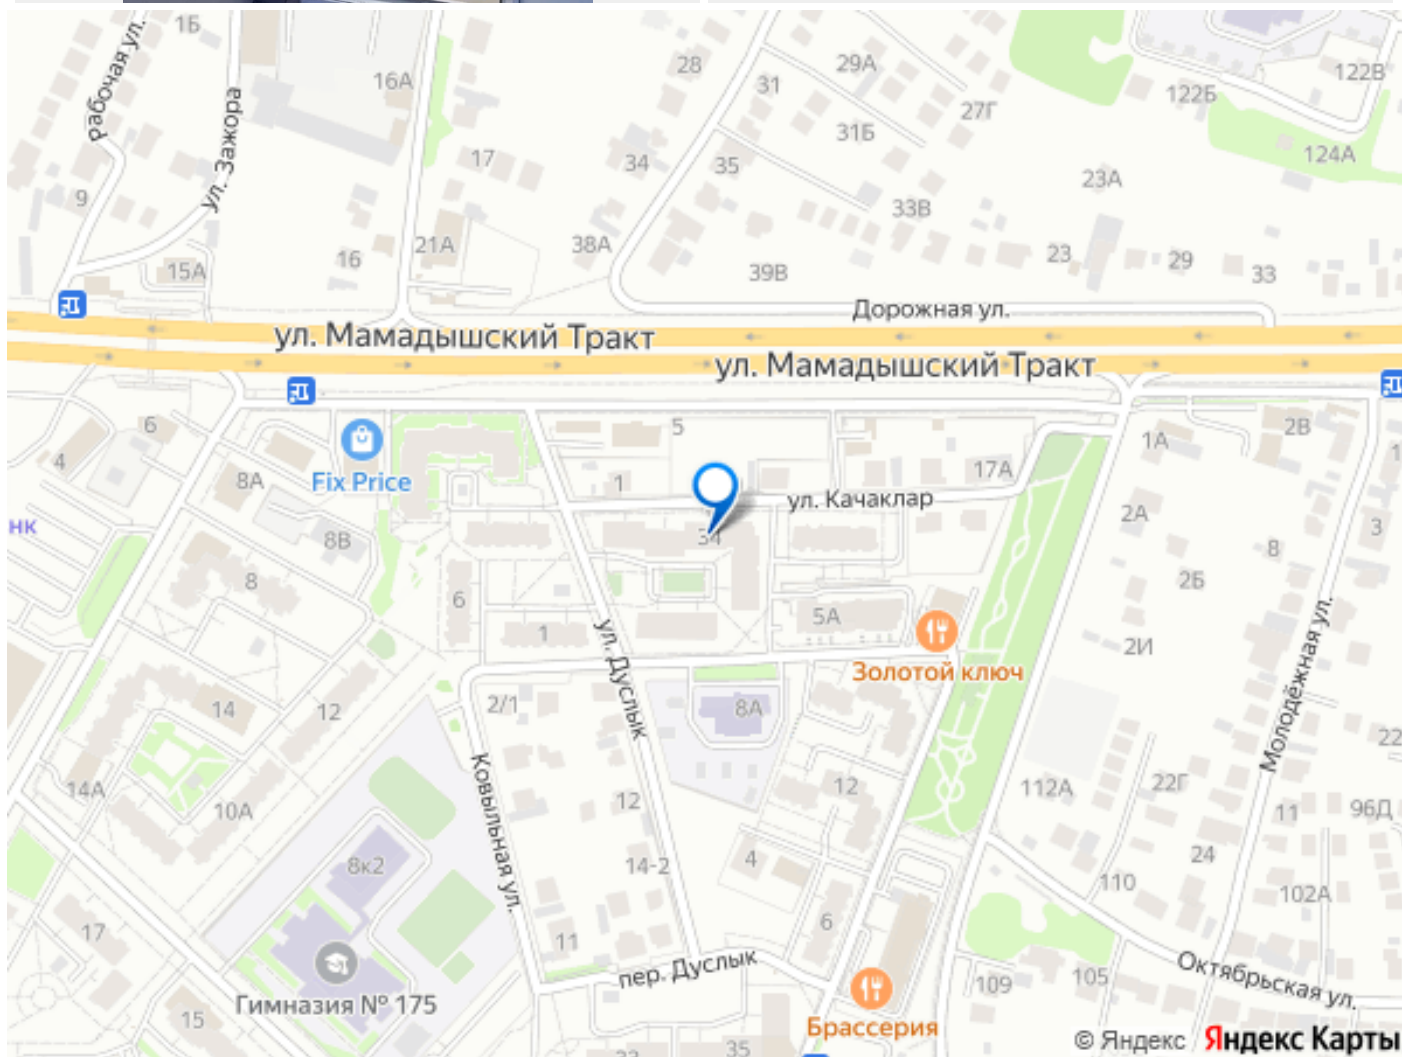 1Б
Рабочая ул.
ул. Зажора
16А
28
31
29А
27Г
31Б
122Б
122В
124А
17
34
35
23А
9
33В
21А
38А
16
15А
39В
23
29
33
Дорожная ул.
ул. Мамадышский Тракт
ул. Мамадышский Тракт
6
4
5
1А
2В
8А
Fix Price
1
17А
ул. Качаклар
нк
8В
34
2А
3
8
8
2Б
6
1
5А
ул. Дуслык
2И
Золотой ключ
Молодёжная ул.
14
12
2/1
8А
22
14А
10А
Ковыльная ул.
12
12
112А
22Г
11
96Д
8к2
14-2
4
24
110
102А
17
11
6
пер. Дуслык
109
105
Октябрьская ул.
Гимназия № 175
15
Брассерия
35
© Яндекс Яндекс Карты